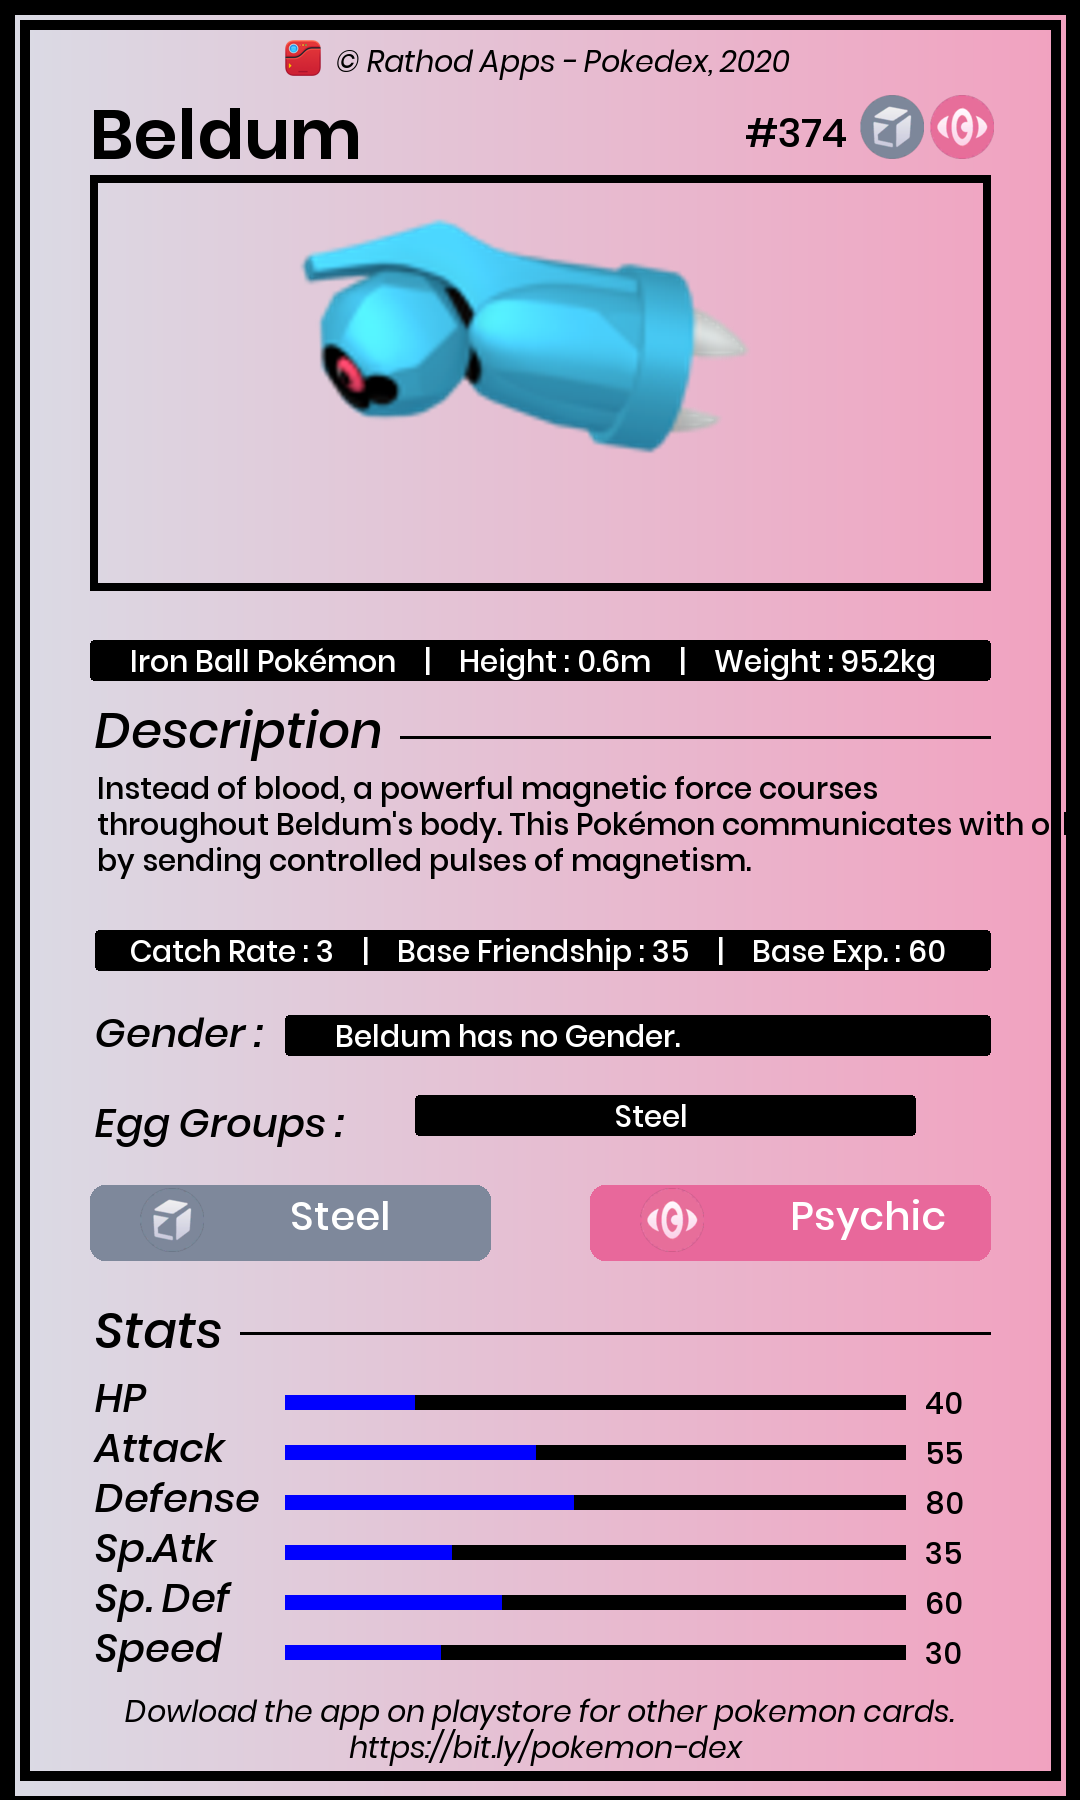 © Rathod Apps - Pokedex, 2020
Beldum
#374
Iron Ball Pokémon | Height : 0.6m | Weight : 95.2kg
Description
Instead of blood, a powerful magnetic force courses
throughout Beldum's body. This Pokémon communicates with
by sending controlled pulses of magnetism.
Catch Rate : 3 | Base Friendship : 35 | Base Exp. : 60
Gender : Beldum has no Gender.
Egg Groups : Steel
Steel Psychic
Stats
HP 40
Attack 55
Defense 80
Sp.Atk 35
Sp. Def 60
Speed 30
Dowload the app on playstore for other pokemon cards.
https://bit.ly/pokemon-dex